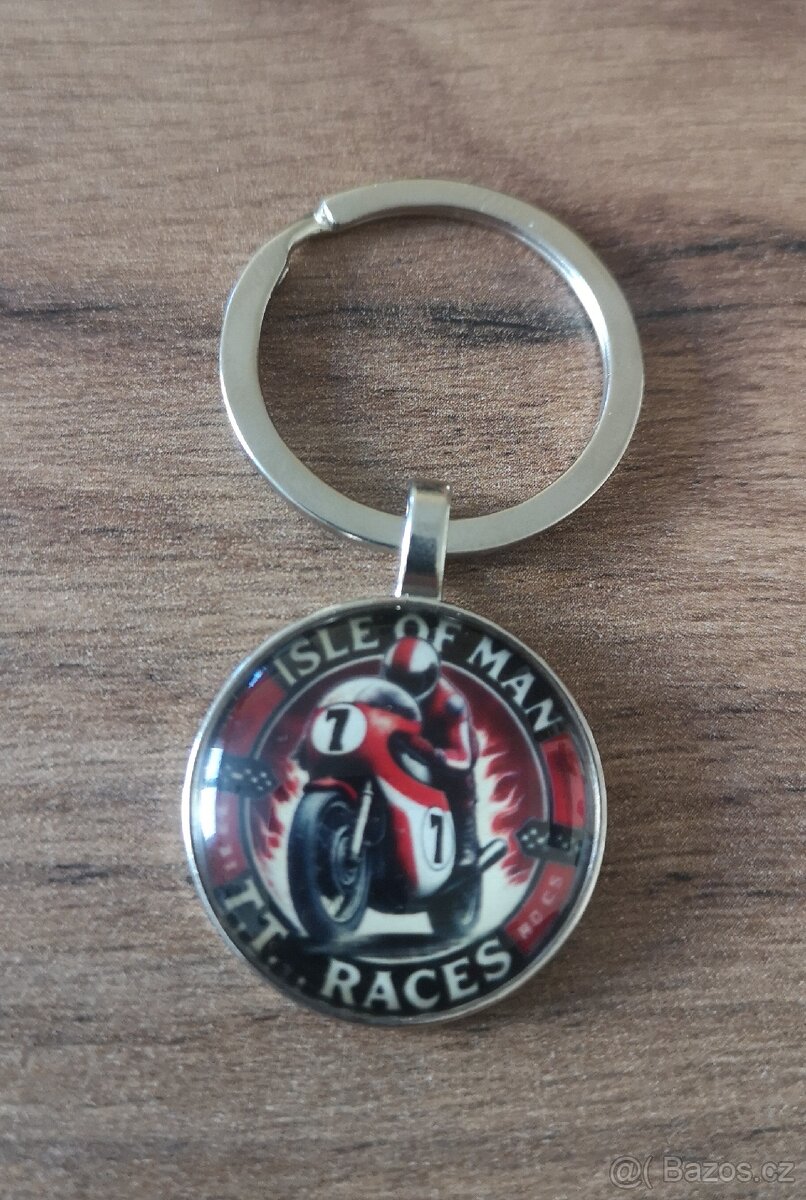 ISLE OF MAN
7
7
T.T. RACES
@( Bazos.cz